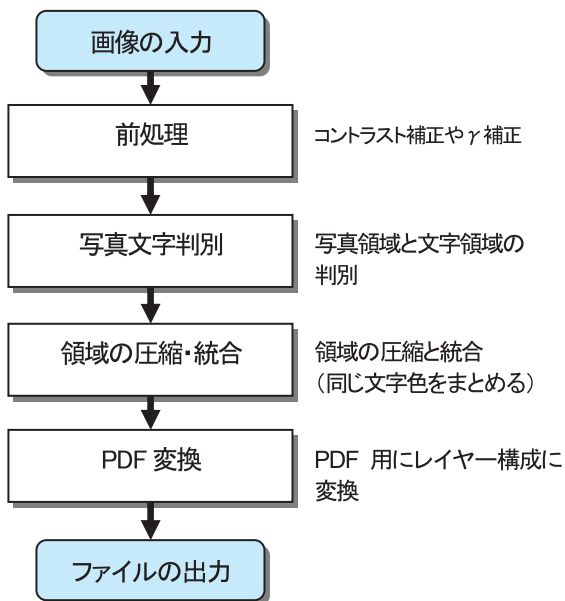 画像の入力
前処理
コントラスト補正やγ補正
写真文字判別
写真領域と文字領域の
判別
領域の圧縮・統合
領域の圧縮と統合
（同じ文字色をまとめる）
PDF 変換
PDF 用にレイヤー構成に
変換
ファイルの出力